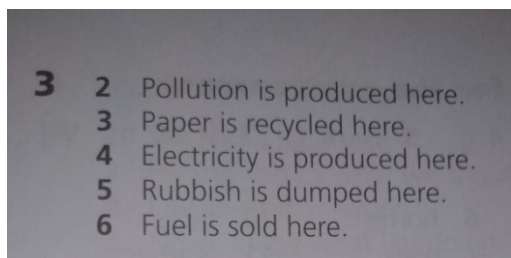 3 2 Pollution is produced here.
3 Paper is recycled here.
4 Electricity is produced here.
5 Rubbish is dumped here.
6 Fuel is sold here.